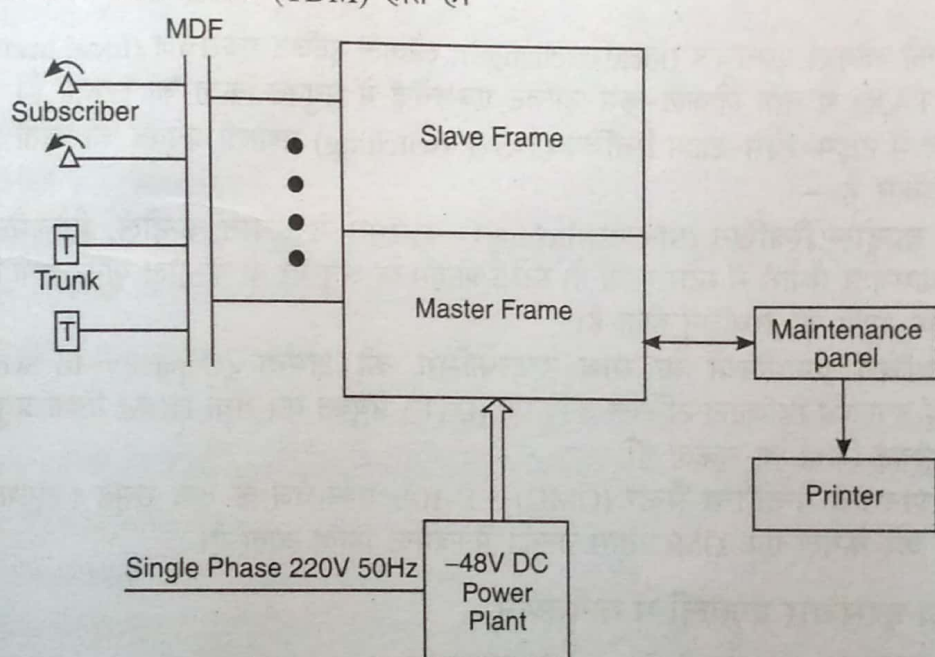 MDF
Subscriber
Slave Frame
T
Trunk
T
Master Frame
Maintenance
panel
Printer
Single Phase 220V 50Hz
–48V DC
Power
Plant